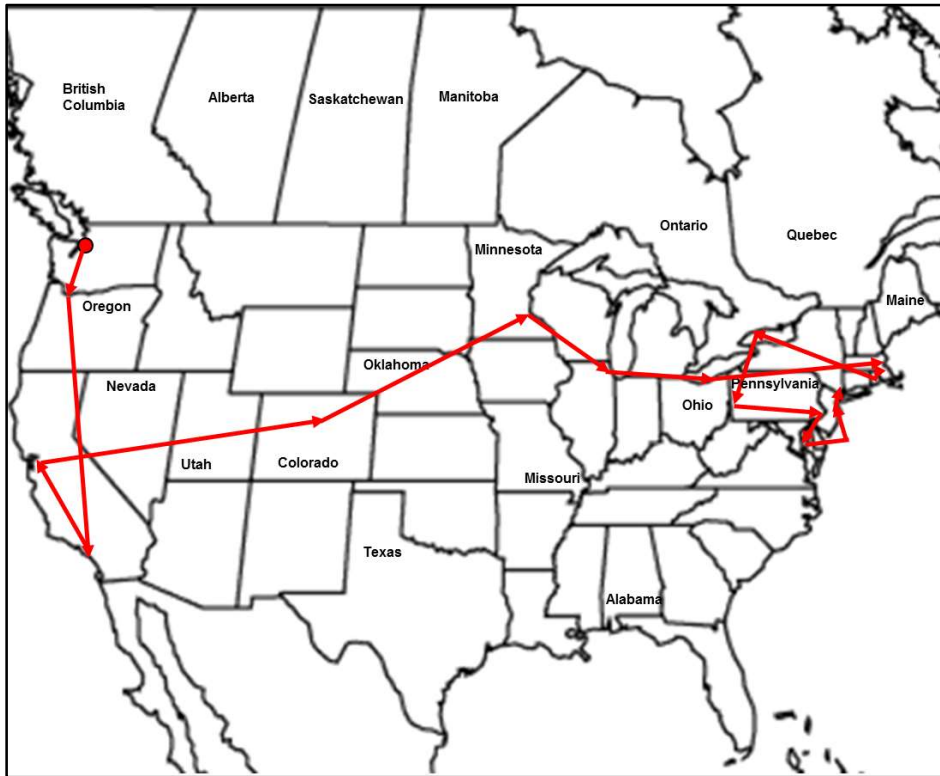 British
Columbia
Alberta
Saskatchewan
Manitoba
Ontario
Quebec
Minnesota
Maine
Oregon
Oklahoma
Nevada
Pennsylvania
Ohio
Utah
Colorado
Missouri
Texas
Alabama